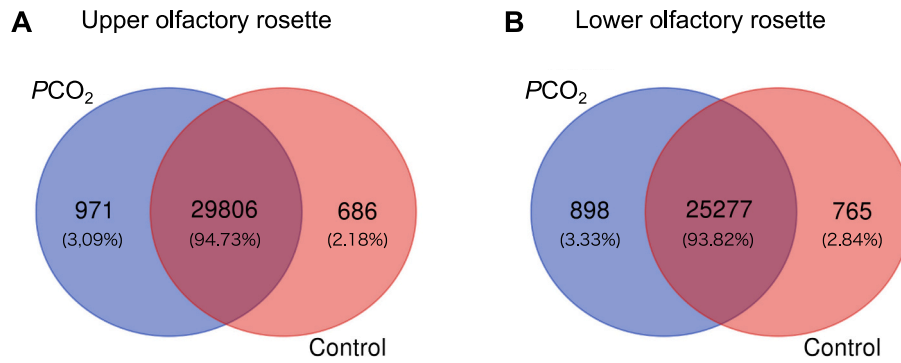 A Upper olfactory rosette
PCO₂
971 29806 686
(3,09%) (94.73%) (2.18%)
Control
B Lower olfactory rosette
PCO₂
898 25277 765
(3.33%) (93.82%) (2.84%)
Control